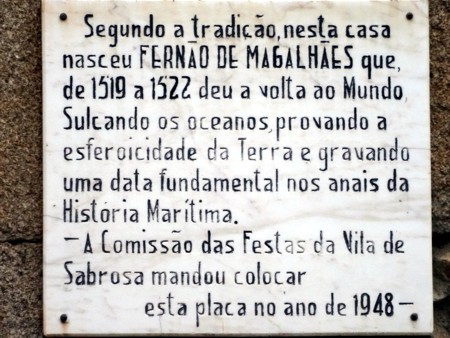 Segundo a tradição, nesta casa
nasceu FERNÃO DE MAGALHÃES que,
de 1519 a 1522 deu a volta ao Mundo,
Sulcando os oceanos, provando a
esferoicidade da Terra e gravando
uma data fundamental nos anais da
História Marítima.
— A Comissão das Festas da Vila de
Sabrosa mandou colocar
esta placa no ano de 1948 —